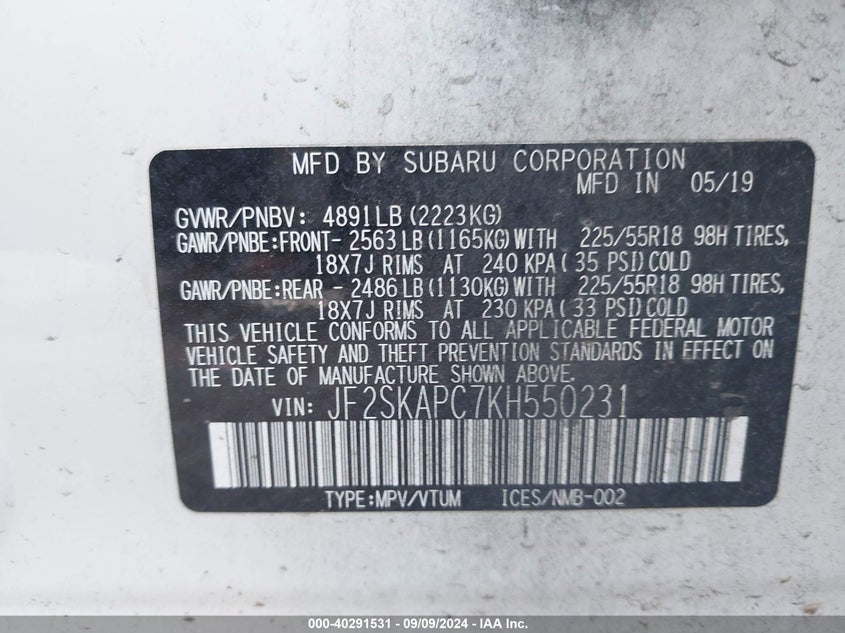 MFD BY SUBARU CORPORATION
MFD IN 05/19
GVWR/PNBV: 4891LB (2223KG)
GAWR/PNBE:FRONT- 2563 LB (1165KG) WITH 225/55R18 98H TIRES,
18X7J RIMS AT 240 KPA ( 35 PSI) COLD
GAWR/PNBE:REAR - 2486 LB (1130KG) WITH 225/55R18 98H TIRES,
18X7J RIMS AT 230 KPA ( 33 PSI) COLD
THIS VEHICLE CONFORMS TO ALL APPLICABLE FEDERAL MOTOR
VEHICLE SAFETY AND THEFT PREVENTION STANDARDS IN EFFECT ON
THE DATE OF MANUFACTURE SHOWN ABOVE.
VIN: JF2SKAPC7KH550231
TYPE:MPV/VTUM ICES/NMB-002
000-40291531 - 09/09/2024 - IAA Inc.